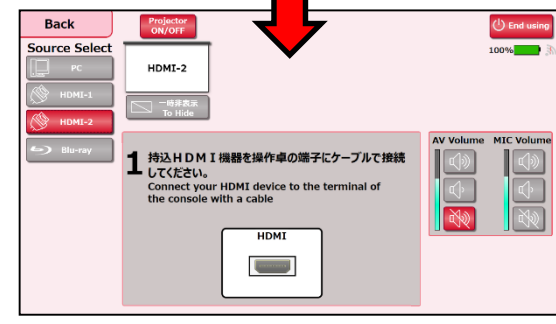 Back
Projector
ON/OFF
End using
100%
Source Select
PC
HDMI-1
HDMI-2
Blu-ray
HDMI-2
一時非表示
To Hide
1 持込ＨＤＭＩ機器を操作卓の端子にケーブルで接続
してください。
Connect your HDMI device to the terminal of
the console with a cable
HDMI
AV Volume
MIC Volume